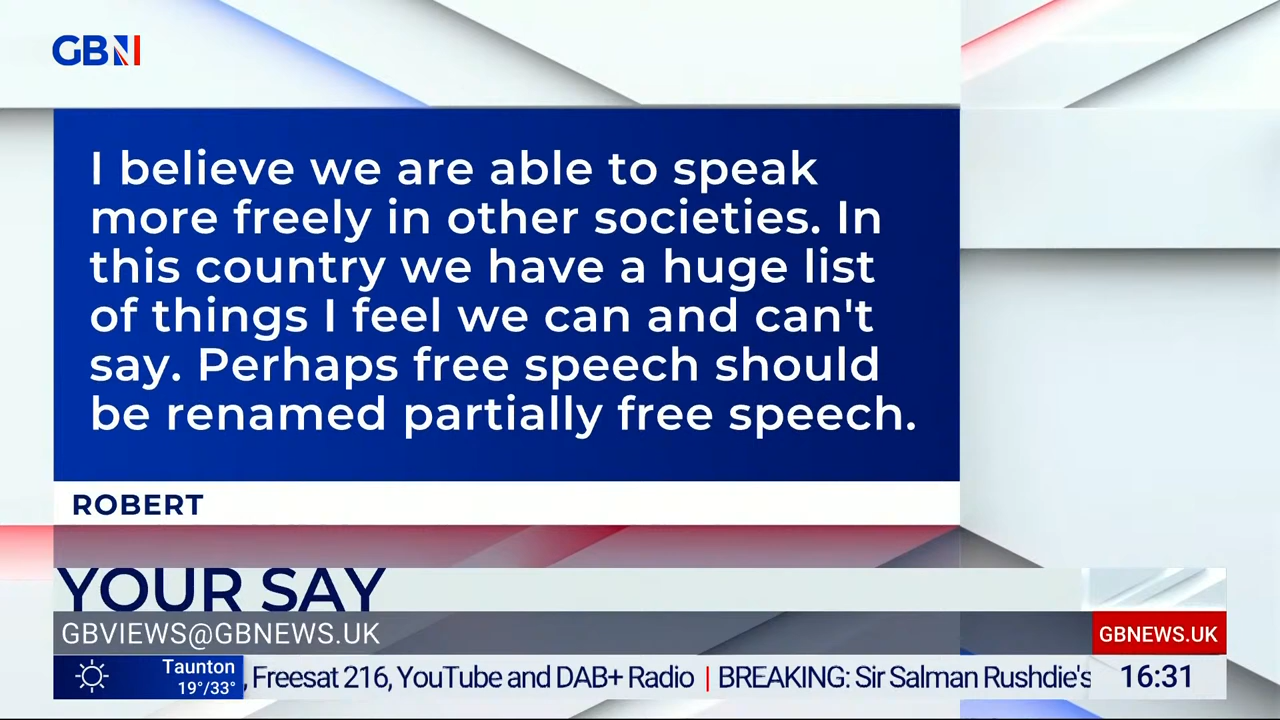 GBN
I believe we are able to speak
more freely in other societies. In
this country we have a huge list
of things I feel we can and can't
say. Perhaps free speech should
be renamed partially free speech.
ROBERT
YOUR SAY
GBVIEWS@GBNEWS.UK
GBNEWS.UK
Taunton
19°/33°
, Freesat 216, YouTube and DAB+ Radio | BREAKING: Sir Salman Rushdie's
16:31